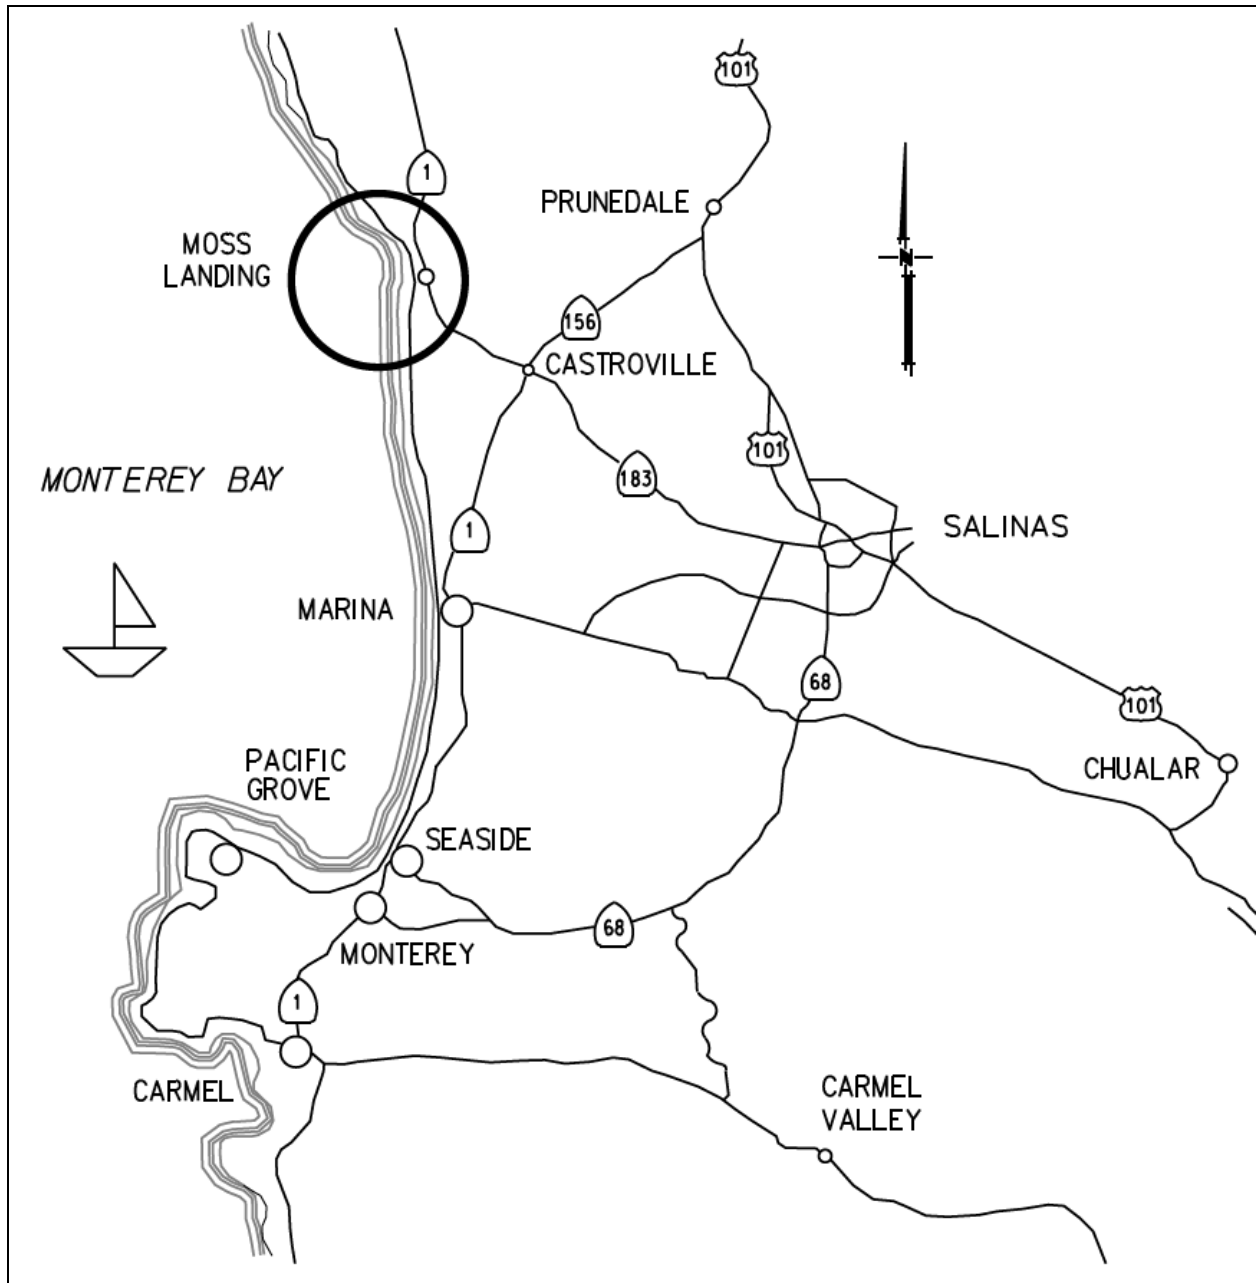 101
1
PRUNEDALE
MOSS
LANDING
N
156
CASTROVILLE
101
MONTEREY BAY
183
1
SALINAS
MARINA
68
101
PACIFIC
GROVE
CHUALAR
SEASIDE
68
MONTEREY
1
CARMEL
CARMEL
VALLEY